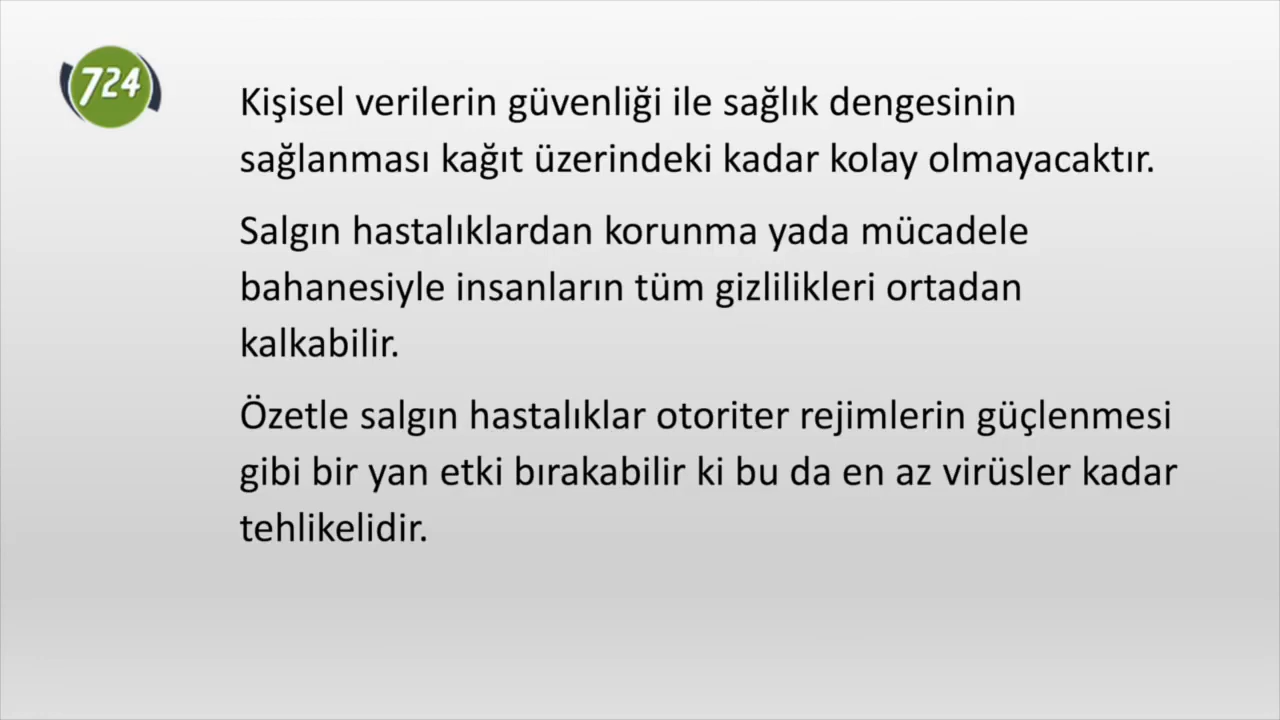 724
Kişisel verilerin güvenliği ile sağlık dengesinin
sağlanması kağıt üzerindeki kadar kolay olmayacaktır.
Salgın hastalıklardan korunma yada mücadele
bahanesiyle insanların tüm gizlilikleri ortadan
kalkabilir.
Özetle salgın hastalıklar otoriter rejimlerin güçlenmesi
gibi bir yan etki bırakabilir ki bu da en az virüsler kadar
tehlikelidir.